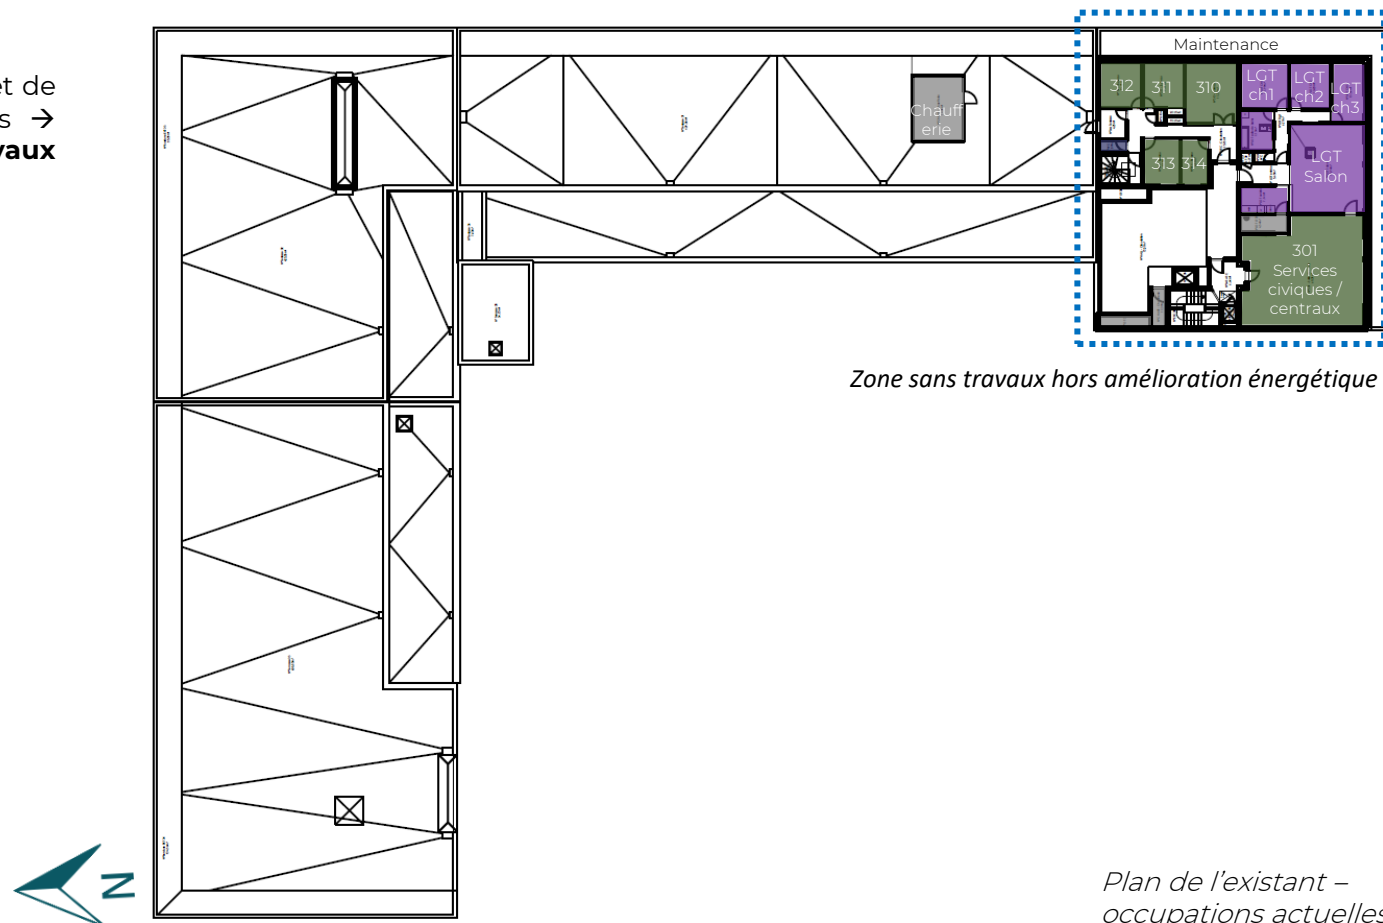 et de
s →
vaux
Maintenance
312
311
310
LGT
ch1
LGT
ch2
LGT
ch3
Chauff
erie
313
314
LGT
Salon
301
Services
civiques /
centraux
Zone sans travaux hors amélioration énergétique
N
Plan de l'existant –
occupations actuelles